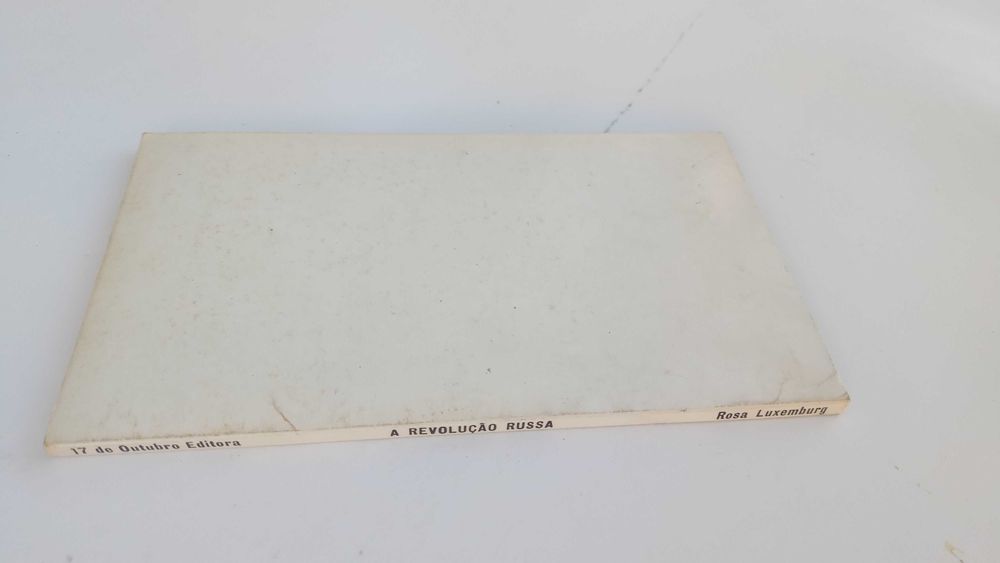 17 de Outubro Editora
A REVOLUÇÃO RUSSA
Rosa Luxemburg